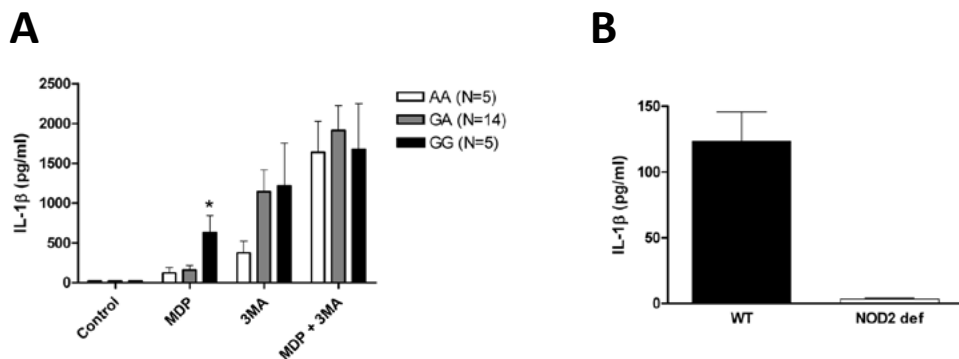 A
IL-1β (pg/ml)
2500
2000
1500
1000
500
0
*
AA (N=5)
GA (N=14)
GG (N=5)
Control
MDP
3MA
MDP + 3MA
B
IL-1β (pg/ml)
150
100
50
0
WT
NOD2 def